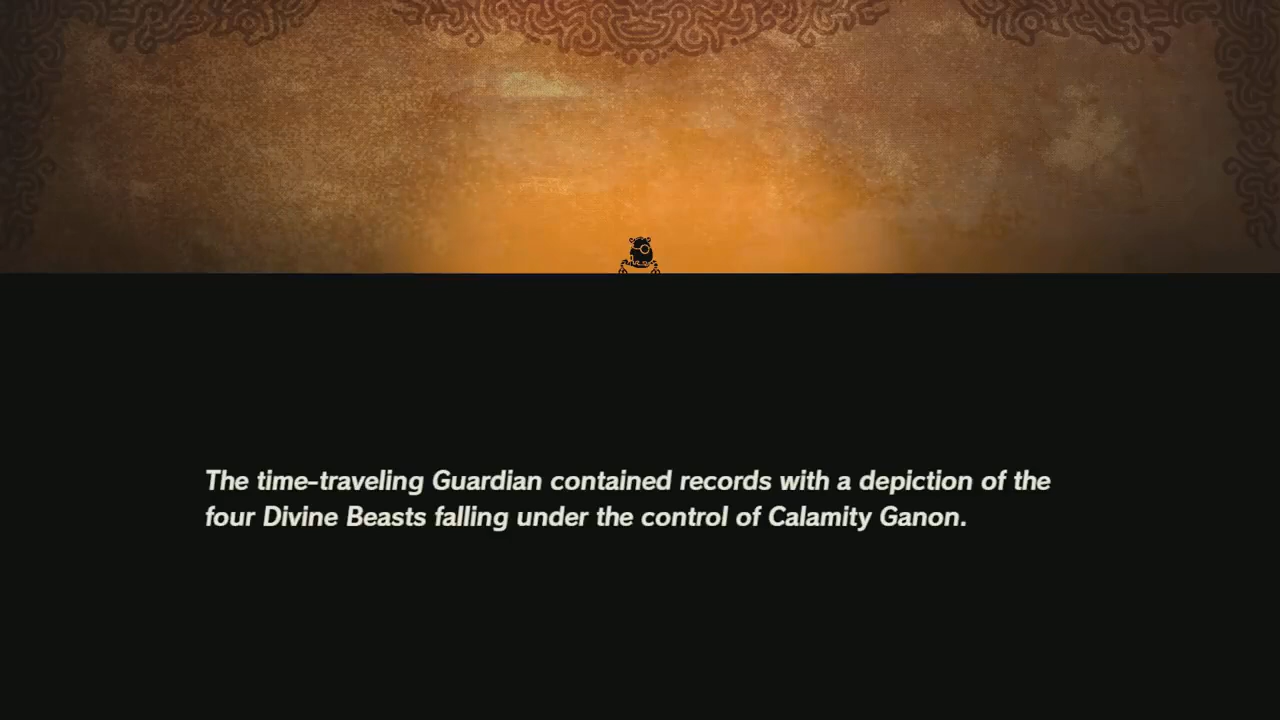 The time-traveling Guardian contained records with a depiction of the
four Divine Beasts falling under the control of Calamity Ganon.